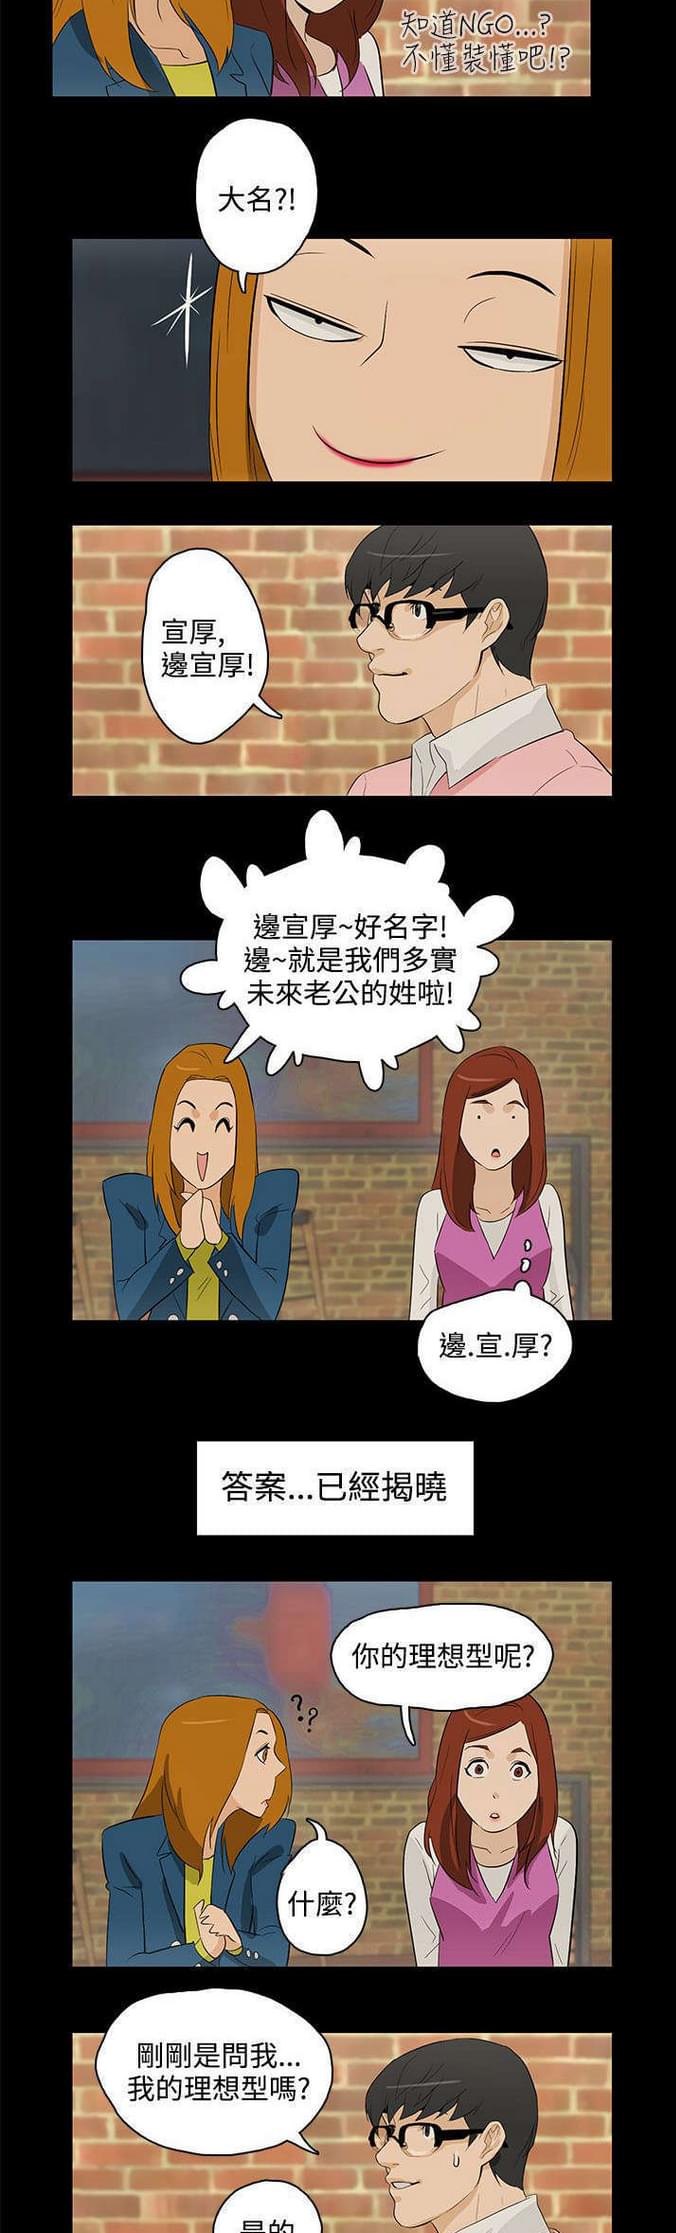 知道NGO...?
不懂裝懂吧!?
大名?!
宣厚,
邊宣厚!
邊宣厚~好名字!
邊~就是我們多實
未來老公的姓啦!
邊.宣.厚?
答案...已經揭曉
你的理想型呢?
??
什麼?
剛剛是問我...
我的理想型嗎?
是的